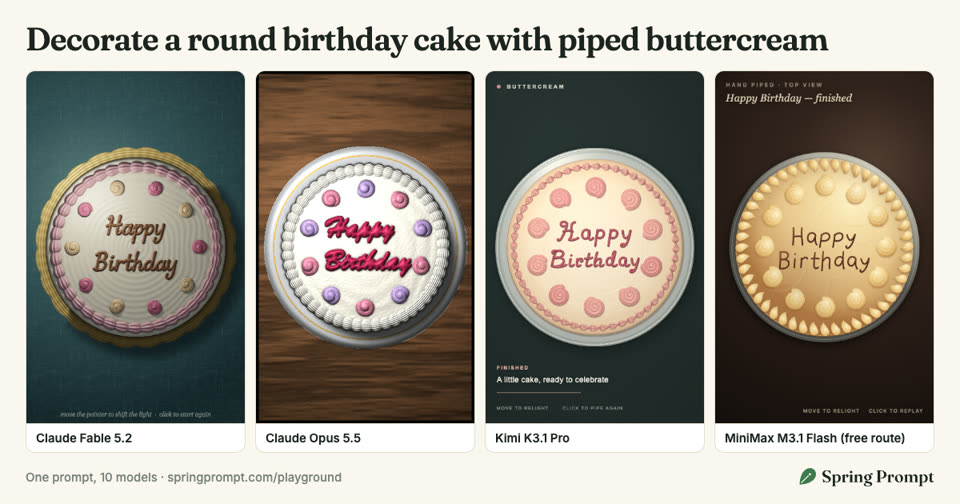 Decorate a round birthday cake with piped buttercream
Happy
Birthday
move the pointer to shift the light · click to start again
Claude Fable 5.2
Happy
Birthday
Claude Opus 5.5
BUTTERCREAM
Happy
Birthday
FINISHED
A little cake, ready to celebrate
MOVE TO RELIGHT CLICK TO PIPE AGAIN
Kimi K3.1 Pro
HAND PIPED · TOP VIEW
Happy Birthday — finished
Happy
Birthday
MOVE TO RELIGHT · CLICK TO REPLAY
MiniMax M3.1 Flash (free route)
One prompt, 10 models · springprompt.com/playground
Spring Prompt